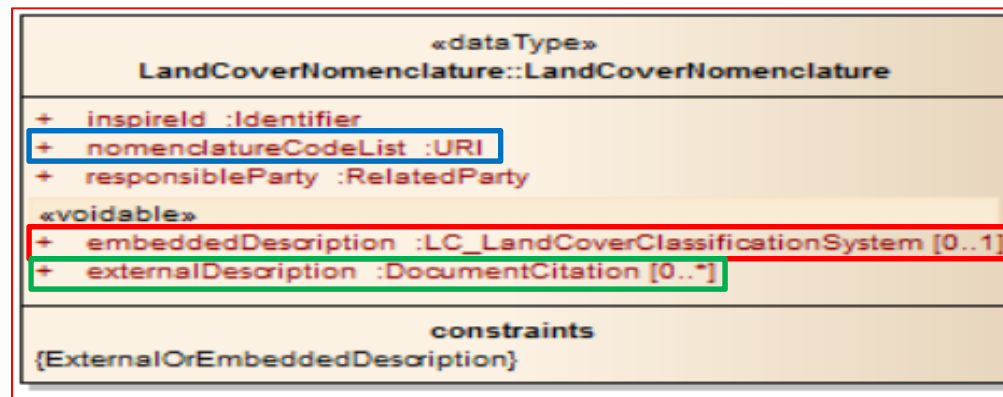 «dataType»
LandCoverNomenclature::LandCoverNomenclature
+ inspireId :Identifier
+ nomenclatureCodeList :URI
+ responsibleParty :RelatedParty
«voidable»
+ embeddedDescription :LC_LandCoverClassificationSystem [0..1]
+ externalDescription :DocumentCitation [0..*]
constraints
{ExternalOrEmbeddedDescription}